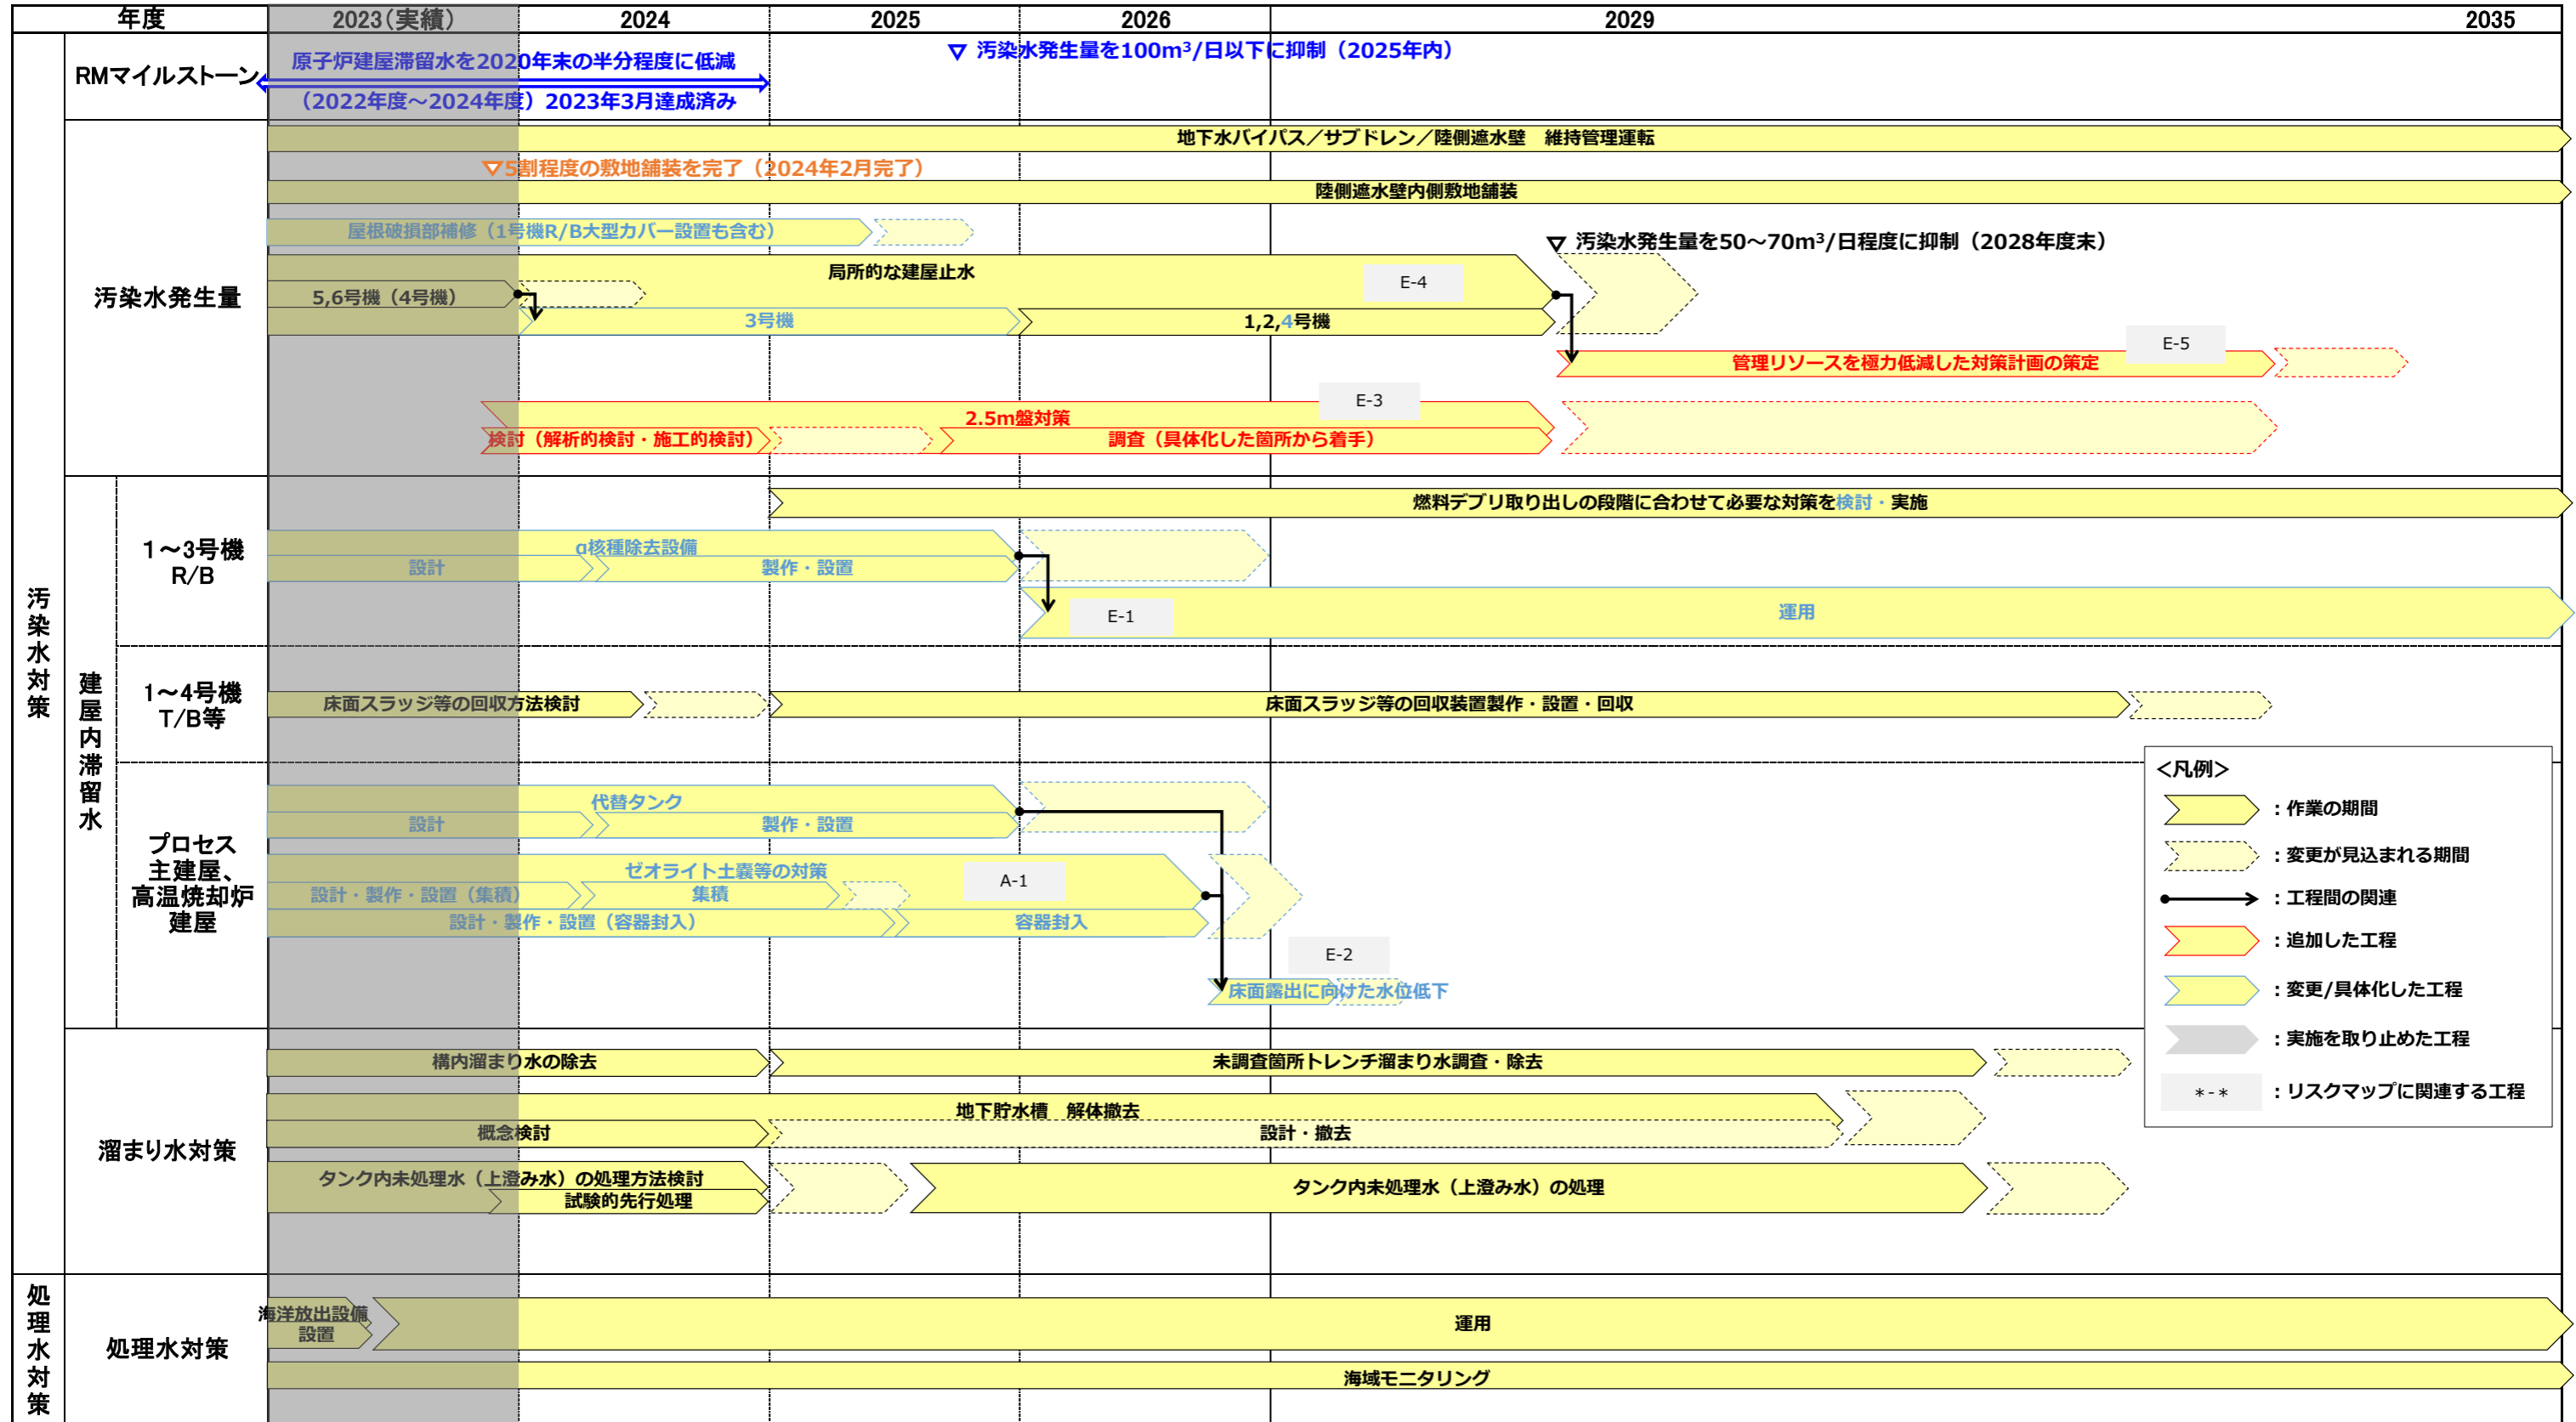 年度
2023(実績)
2024
2025
2026
2029
2035
汚染水対策
RMマイルストーン
原子炉建屋滞留水を2020年末の半分程度に低減
（2022年度～2024年度）2023年3月達成済み
▽ 汚染水発生量を100m³/日以下に抑制（2025年内）
汚染水発生量
地下水バイパス／サブドレン／陸側遮水壁　維持管理運転
▽5割程度の敷地舗装を完了（2024年2月完了）
陸側遮水壁内側敷地舗装
屋根破損部補修（1号機R/B大型カバー設置も含む）
▽ 汚染水発生量を50～70m³/日程度に抑制（2028年度末）
局所的な建屋止水
E-4
5,6号機（4号機）
3号機
1,2,4号機
E-5
管理リソースを極力低減した対策計画の策定
E-3
2.5m盤対策
検討（解析的検討・施工的検討）
調査（具体化した箇所から着手）
建屋内滞留水
1～3号機
R/B
燃料デブリ取り出しの段階に合わせて必要な対策を検討・実施
α核種除去設備
設計
製作・設置
E-1
運用
1～4号機
T/B等
床面スラッジ等の回収方法検討
床面スラッジ等の回収装置製作・設置・回収
プロセス
主建屋、
高温焼却炉
建屋
代替タンク
設計
製作・設置
ゼオライト土嚢等の対策
A-1
設計・製作・設置（集積）
集積
設計・製作・設置（容器封入）
容器封入
E-2
床面露出に向けた水位低下
溜まり水対策
構内溜まり水の除去
未調査箇所トレンチ溜まり水調査・除去
地下貯水槽　解体撤去
概念検討
設計・撤去
タンク内未処理水（上澄み水）の処理方法検討
試験的先行処理
タンク内未処理水（上澄み水）の処理
処理水対策
処理水対策
海洋放出設備
設置
運用
海域モニタリング
＜凡例＞
：作業の期間
：変更が見込まれる期間
：工程間の関連
：追加した工程
：変更/具体化した工程
：実施を取り止めた工程
＊-＊
：リスクマップに関連する工程